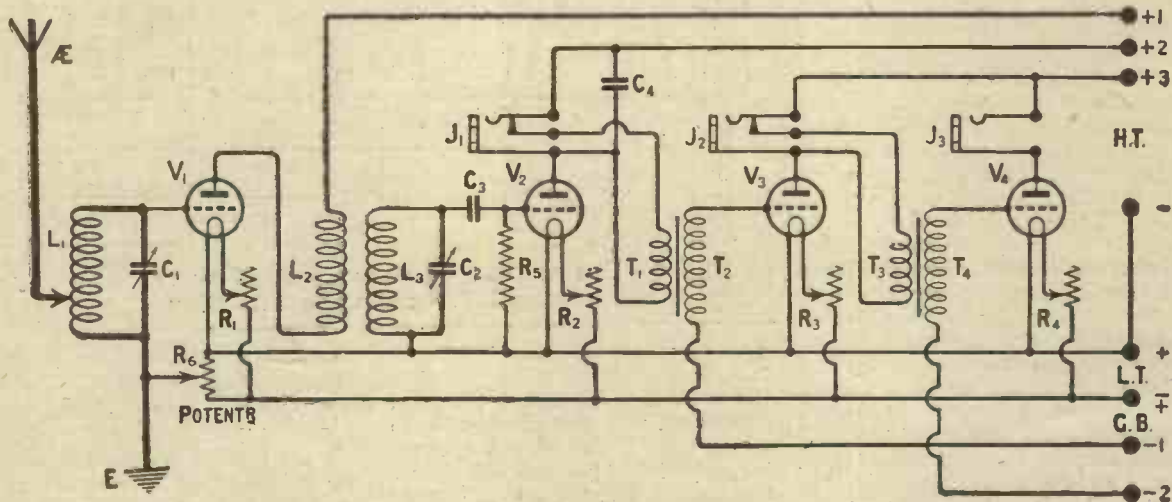 Æ
+1
+2
+3
C4
J1
J2
J3
H.T.
V1
C3
V2
V3
V4
-
L1
C1
L2
L3
C2
R5
T1
T2
T3
T4
R1
R2
R3
R4
R6
+
L.T.
POTENTR
∓
G.B.
-1
E
-2